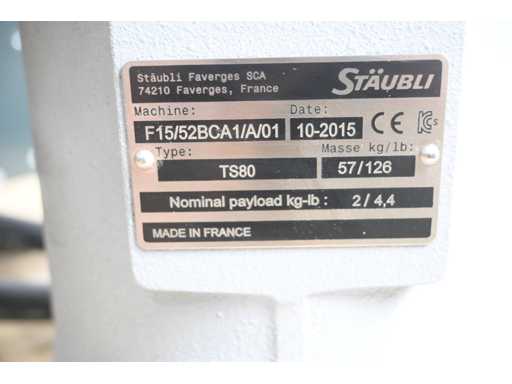 Stäubli Faverges SCA
74210 Faverges, France
STÄUBLI
Machine: Date:
F15/52BCA1/A/01 10-2015 CE
Type: Masse kg/lb:
TS80 57/126
Nominal payload kg-lb : 2 / 4,4
MADE IN FRANCE